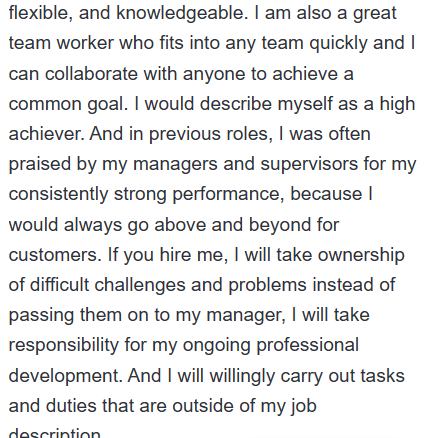 flexible, and knowledgeable. I am also a great
team worker who fits into any team quickly and I
can collaborate with anyone to achieve a
common goal. I would describe myself as a high
achiever. And in previous roles, I was often
praised by my managers and supervisors for my
consistently strong performance, because I
would always go above and beyond for
customers. If you hire me, I will take ownership
of difficult challenges and problems instead of
passing them on to my manager, I will take
responsibility for my ongoing professional
development. And I will willingly carry out tasks
and duties that are outside of my job
description